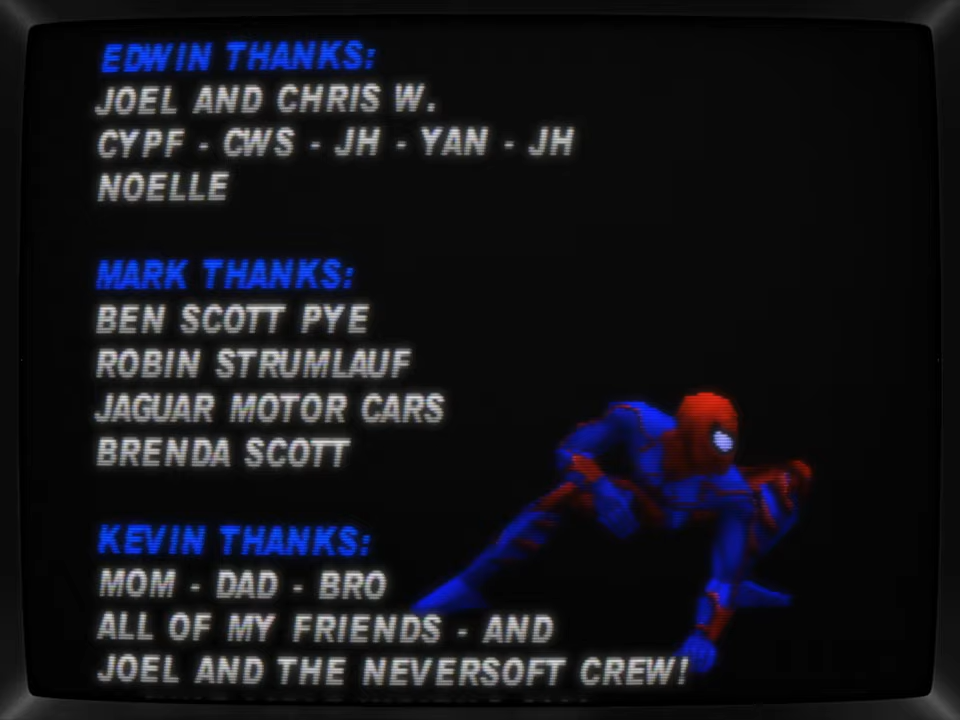 EDWIN THANKS:
JOEL AND CHRIS W.
CYPF - CWS - JH - YAN - JH
NOELLE
MARK THANKS:
BEN SCOTT PYE
ROBIN STRUMLAUF
JAGUAR MOTOR CARS
BRENDA SCOTT
KEVIN THANKS:
MOM - DAD - BRO
ALL OF MY FRIENDS - AND
JOEL AND THE NEVERSOFT CREW!